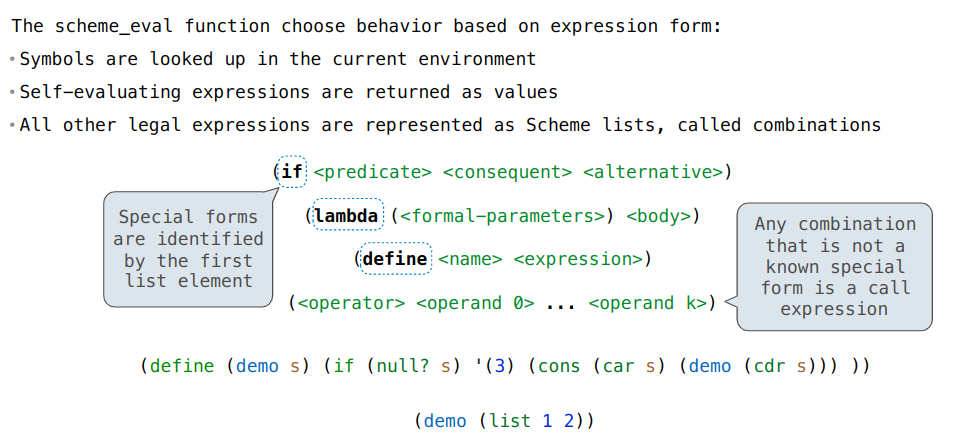 The scheme_eval function choose behavior based on expression form:
•Symbols are looked up in the current environment
•Self-evaluating expressions are returned as values
•All other legal expressions are represented as Scheme lists, called combinations
(if <predicate> <consequent> <alternative>)
Special forms
are identified
by the first
list element
(lambda (<formal-parameters>) <body>)
(define <name> <expression>)
(<operator> <operand 0> ... <operand k>)
Any combination
that is not a
known special
form is a call
expression
(define (demo s) (if (null? s) '(3) (cons (car s) (demo (cdr s))) ))
(demo (list 1 2))